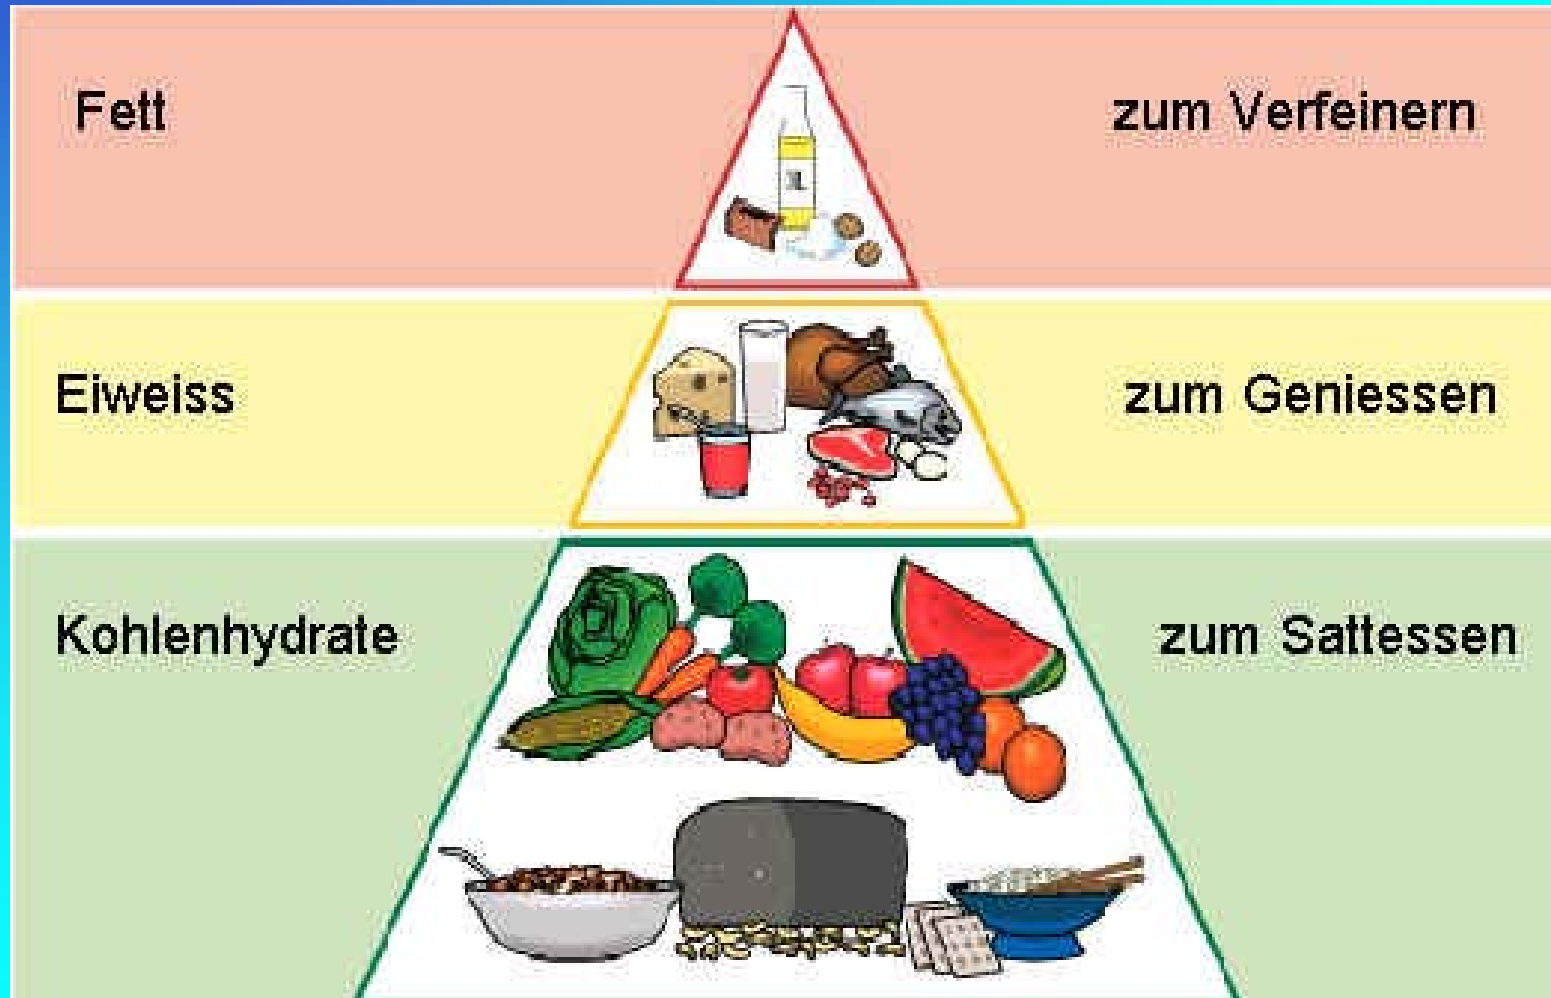 Fett
zum Verfeinern
Eiweiss
zum Geniessen
Kohlenhydrate
zum Sattessen